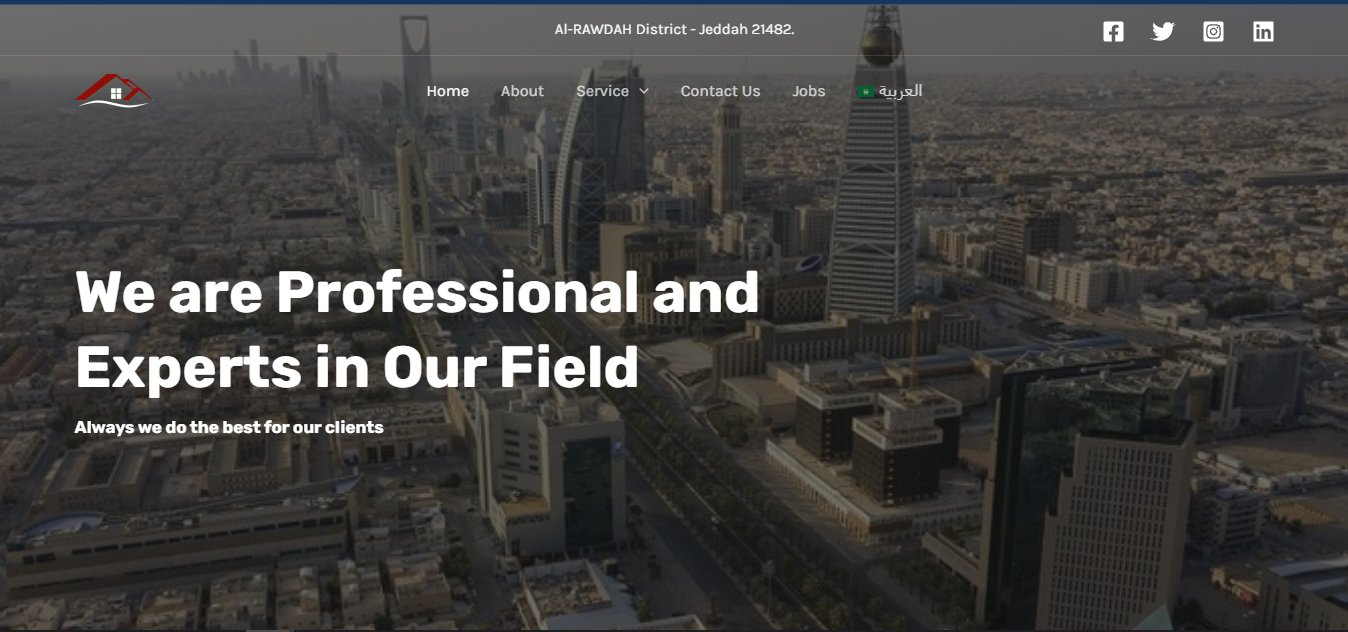 Al-RAWDAH District - Jeddah 21482.
Home About Service Contact Us Jobs العربية
We are Professional and
Experts in Our Field
Always we do the best for our clients